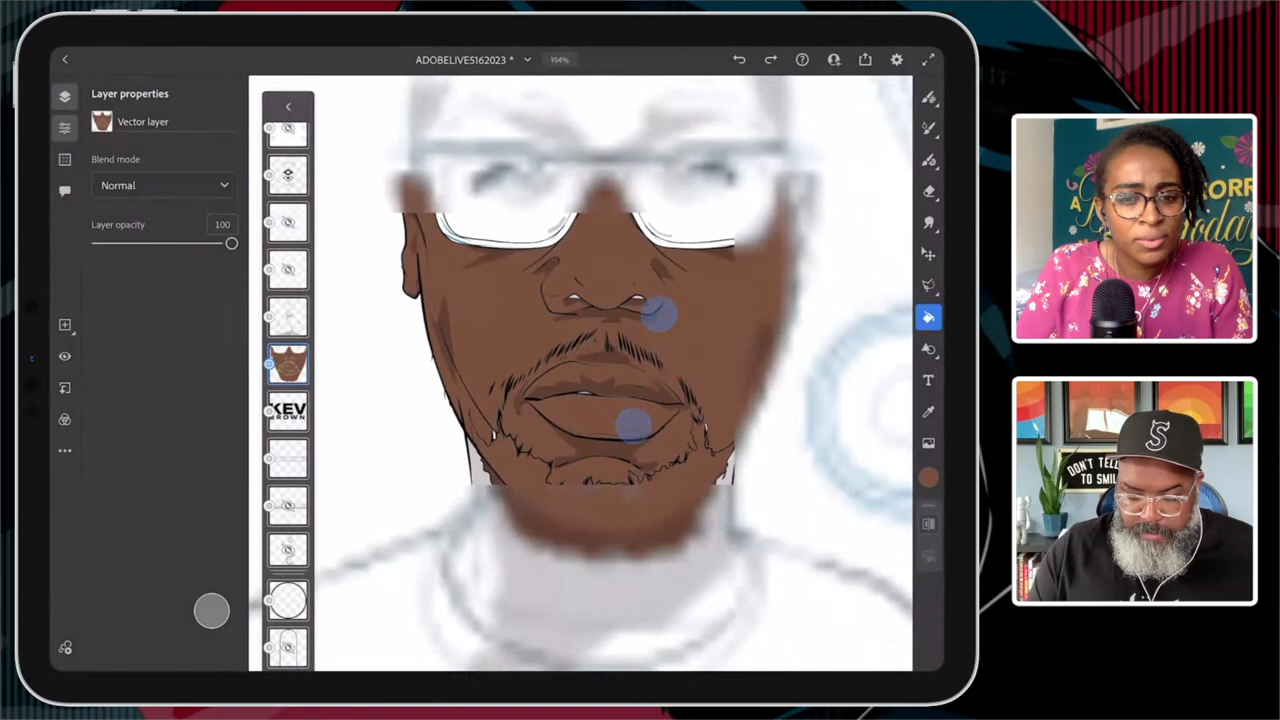 ADOBELIVE5162023 *
194%
Layer properties
Vector layer
Blend mode
Normal
Layer opacity
100
KEV
BROWN
T
S
DON'T TELL
TO SMIL